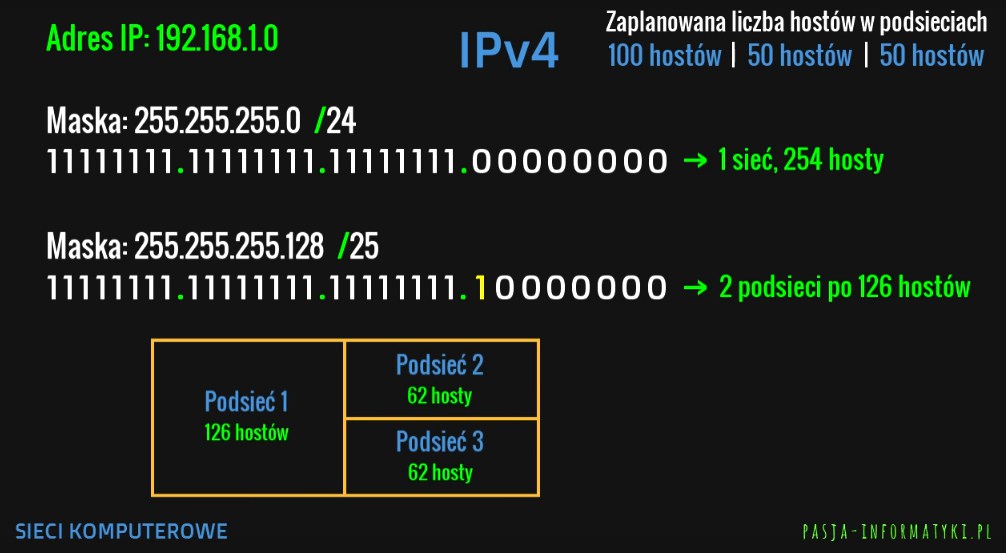 Adres IP: 192.168.1.0
IPv4
Zaplanowana liczba hostów w podsieciach
100 hostów | 50 hostów | 50 hostów
Maska: 255.255.255.0 /24
11111111.11111111.11111111.00000000 → 1 sieć, 254 hosty
Maska: 255.255.255.128 /25
11111111.11111111.11111111.10000000 → 2 podsieci po 126 hostów
Podsieć 1
126 hostów
Podsieć 2
62 hosty
Podsieć 3
62 hosty
SIECI KOMPUTEROWE
PASJA-INFORMATYKI.PL